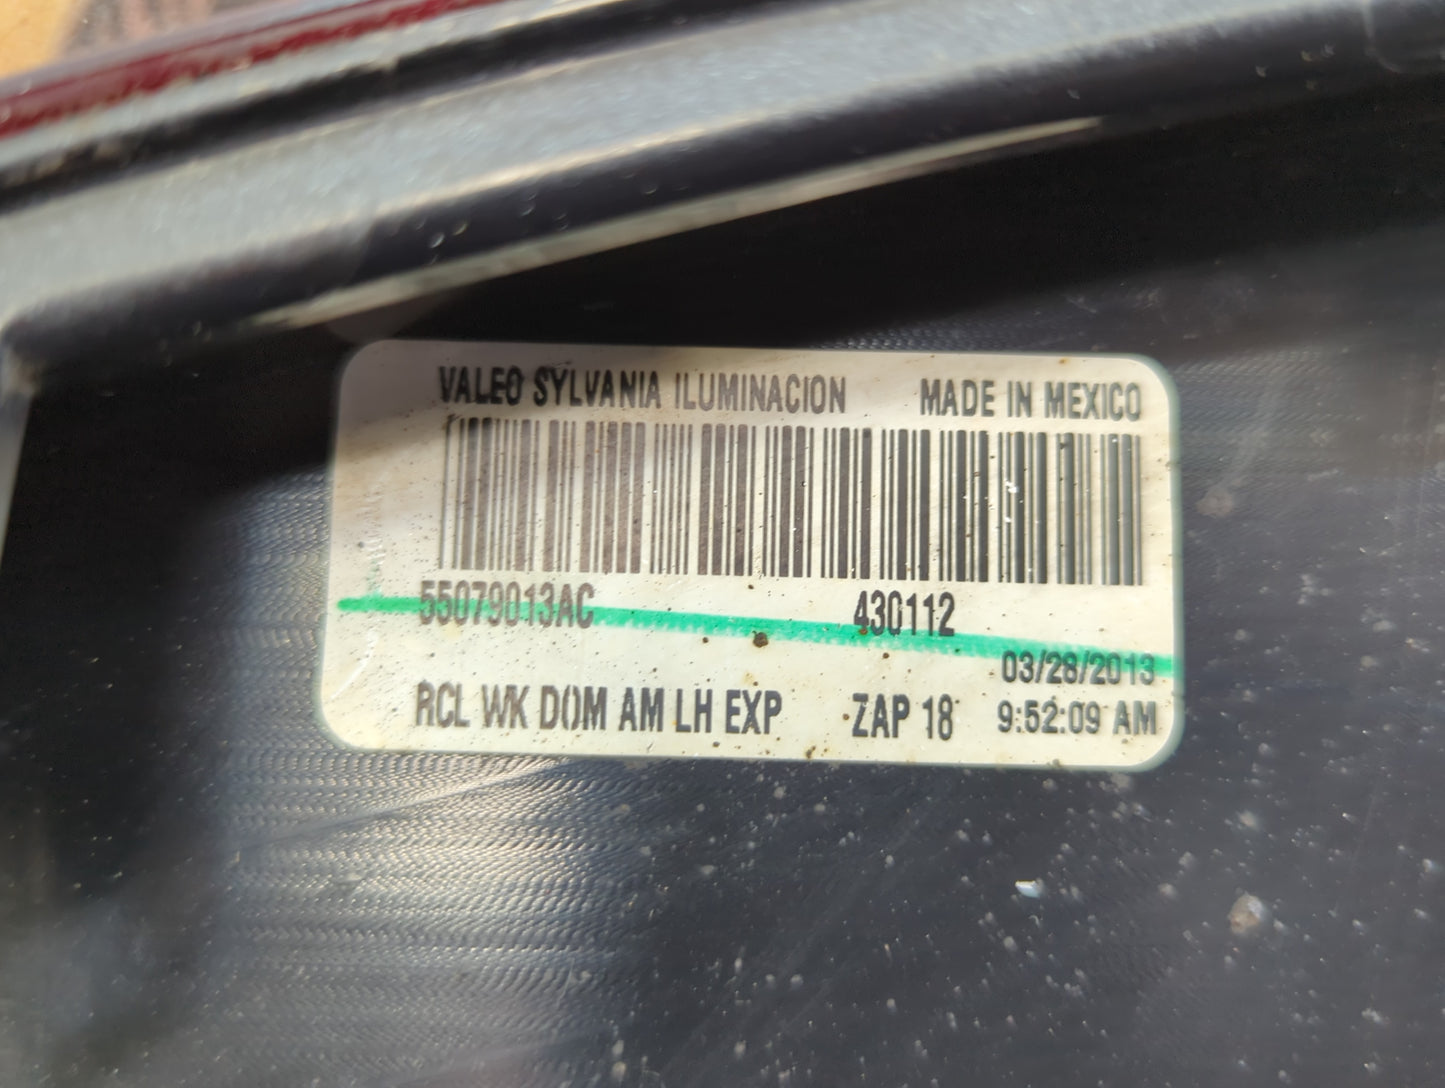 VALEO SYLVANIA ILUMINACION MADE IN MEXICO
55079013AC 430112
03/28/2013
RCL WK DOM AM LH EXP ZAP 18 9:52:09 AM